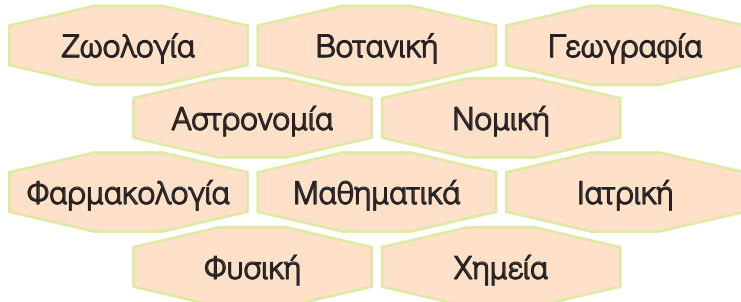 Ζωολογία Βοτανική Γεωγραφία
Αστρονομία Νομική
Φαρμακολογία Μαθηματικά Ιατρική
Φυσική Χημεία